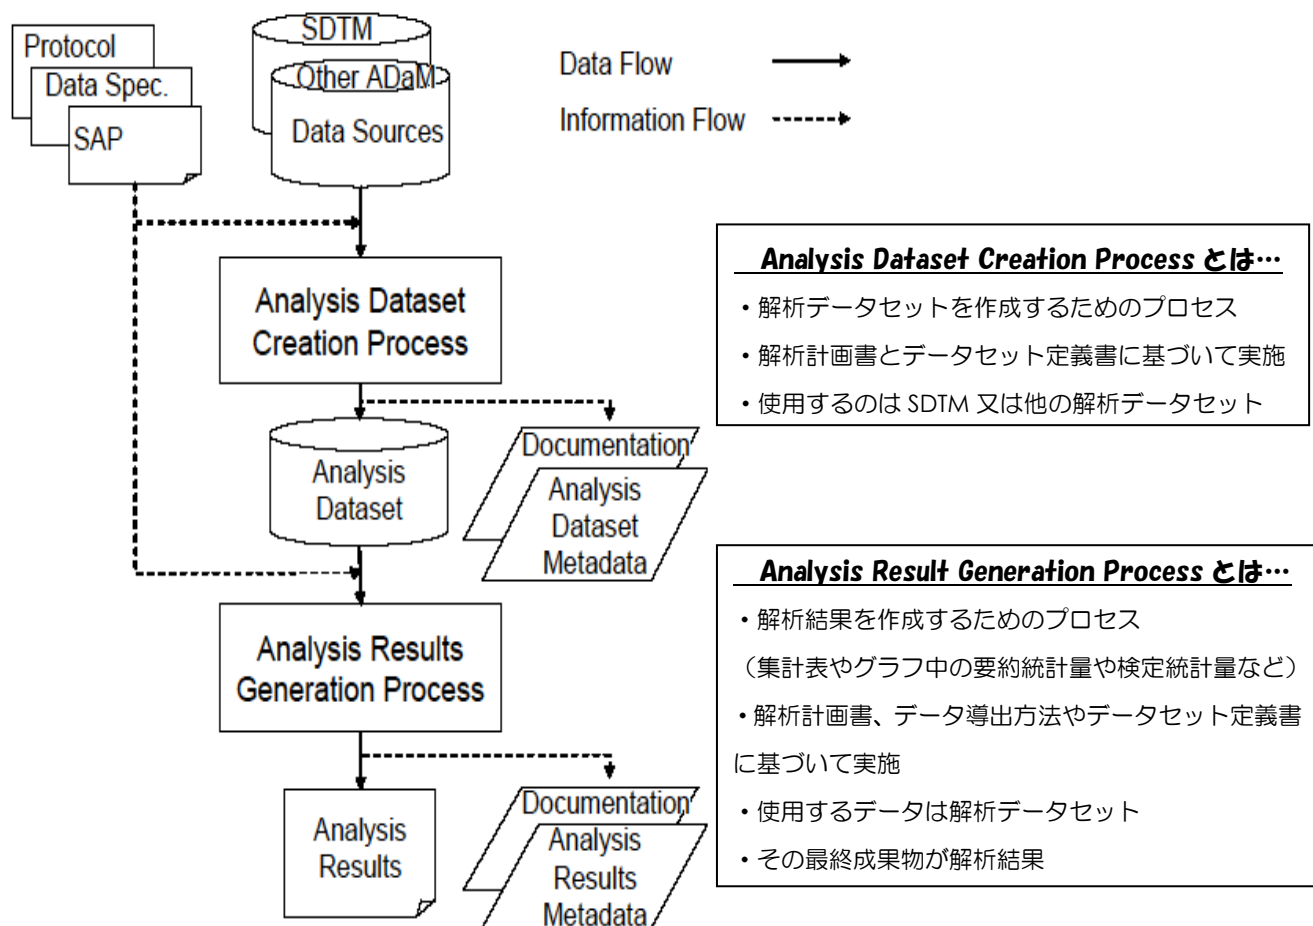 Protocol
Data Spec.
SAP
SDTM
Other ADaM
Data Sources
Data Flow
Information Flow
Analysis Dataset
Creation Process
Analysis
Dataset
Documentation
Analysis
Dataset
Metadata
Analysis Results
Generation Process
Analysis
Results
Documentation
Analysis
Results
Metadata
Analysis Dataset Creation Process とは…
・解析データセットを作成するためのプロセス
・解析計画書とデータセット定義書に基づいて実施
・使用するのは SDTM 又は他の解析データセット
Analysis Result Generation Process とは…
・解析結果を作成するためのプロセス
（集計表やグラフ中の要約統計量や検定統計量など）
・解析計画書、データ導出方法やデータセット定義書
に基づいて実施
・使用するデータは解析データセット
・その最終成果物が解析結果